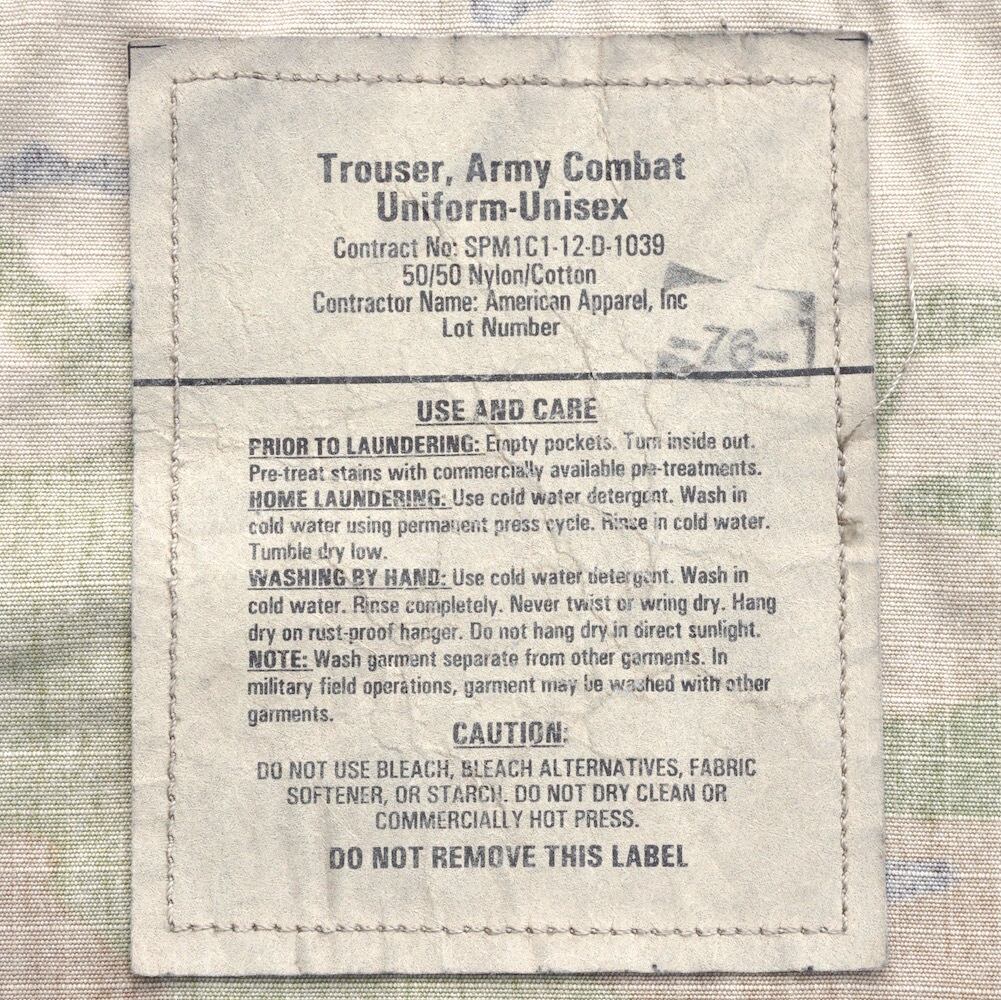 Trouser, Army Combat
Uniform-Unisex
Contract No: SPM1C1-12-D-1039
50/50 Nylon/Cotton
Contractor Name: American Apparel, Inc
Lot Number
-76-
USE AND CARE
PRIOR TO LAUNDERING: Empty pockets. Turn inside out.
Pre-treat stains with commercially available pre-treatments.
HOME LAUNDERING: Use cold water detergent. Wash in
cold water using permanent press cycle. Rinse in cold water.
Tumble dry low.
WASHING BY HAND: Use cold water detergent. Wash in
cold water. Rinse completely. Never twist or wring dry. Hang
dry on rust-proof hanger. Do not hang dry in direct sunlight.
NOTE: Wash garment separate from other garments. In
military field operations, garment may be washed with other
garments.
CAUTION:
DO NOT USE BLEACH, BLEACH ALTERNATIVES, FABRIC
SOFTENER, OR STARCH. DO NOT DRY CLEAN OR
COMMERCIALLY HOT PRESS.
DO NOT REMOVE THIS LABEL